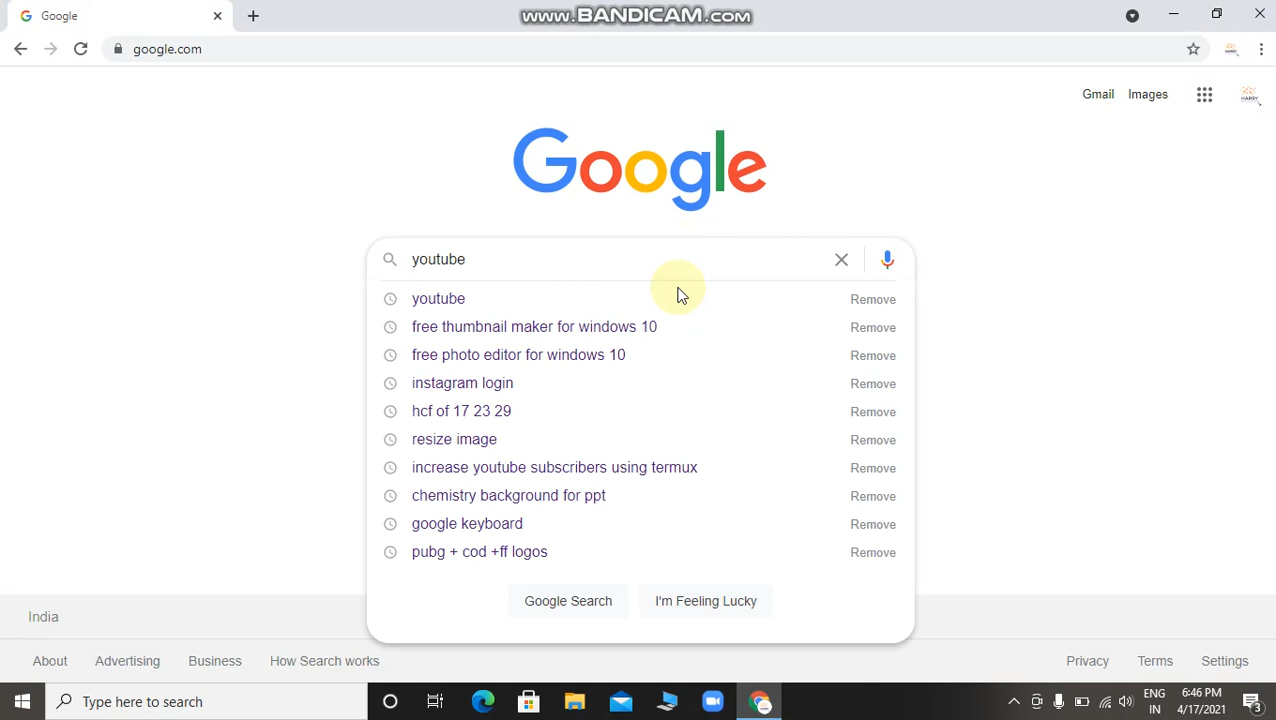 Google
WWW.BANDICAM.COM
google.com
Gmail Images
HARRY
Google
youtube
youtube Remove
free thumbnail maker for windows 10 Remove
free photo editor for windows 10 Remove
instagram login Remove
hcf of 17 23 29 Remove
resize image Remove
increase youtube subscribers using termux Remove
chemistry background for ppt Remove
google keyboard Remove
pubg + cod +ff logos Remove
Google Search I'm Feeling Lucky
India
About Advertising Business How Search works Privacy Terms Settings
Type here to search
ENG 6:46 PM
IN 4/17/2021 3